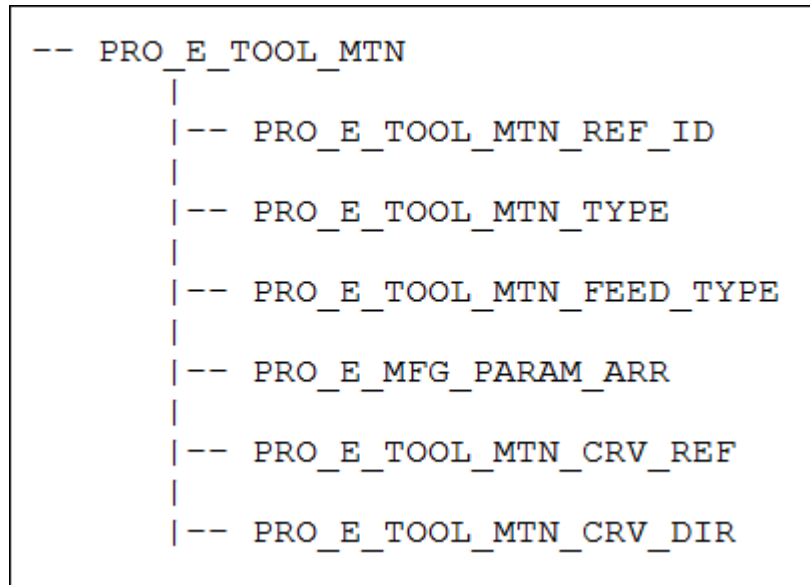 -- PRO_E_TOOL_MTN
|
|-- PRO_E_TOOL_MTN_REF_ID
|
|-- PRO_E_TOOL_MTN_TYPE
|
|-- PRO_E_TOOL_MTN_FEED_TYPE
|
|-- PRO_E_MFG_PARAM_ARR
|
|-- PRO_E_TOOL_MTN_CRV_REF
|
|-- PRO_E_TOOL_MTN_CRV_DIR